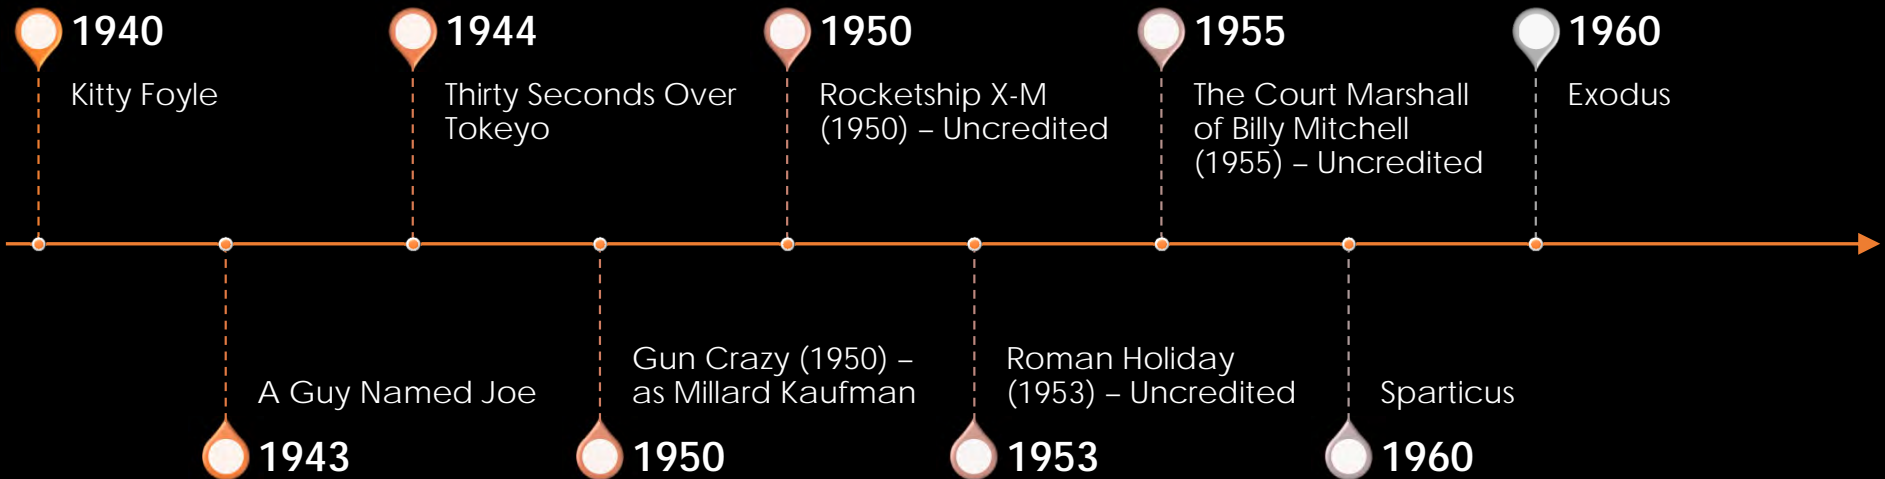 1940
Kitty Foyle
1944
Thirty Seconds Over
Tokeyo
1950
Rocketship X-M
(1950) – Uncredited
1955
The Court Marshall
of Billy Mitchell
(1955) – Uncredited
1960
Exodus
A Guy Named Joe
1943
Gun Crazy (1950) –
as Millard Kaufman
1950
Roman Holiday
(1953) – Uncredited
1953
Sparticus
1960